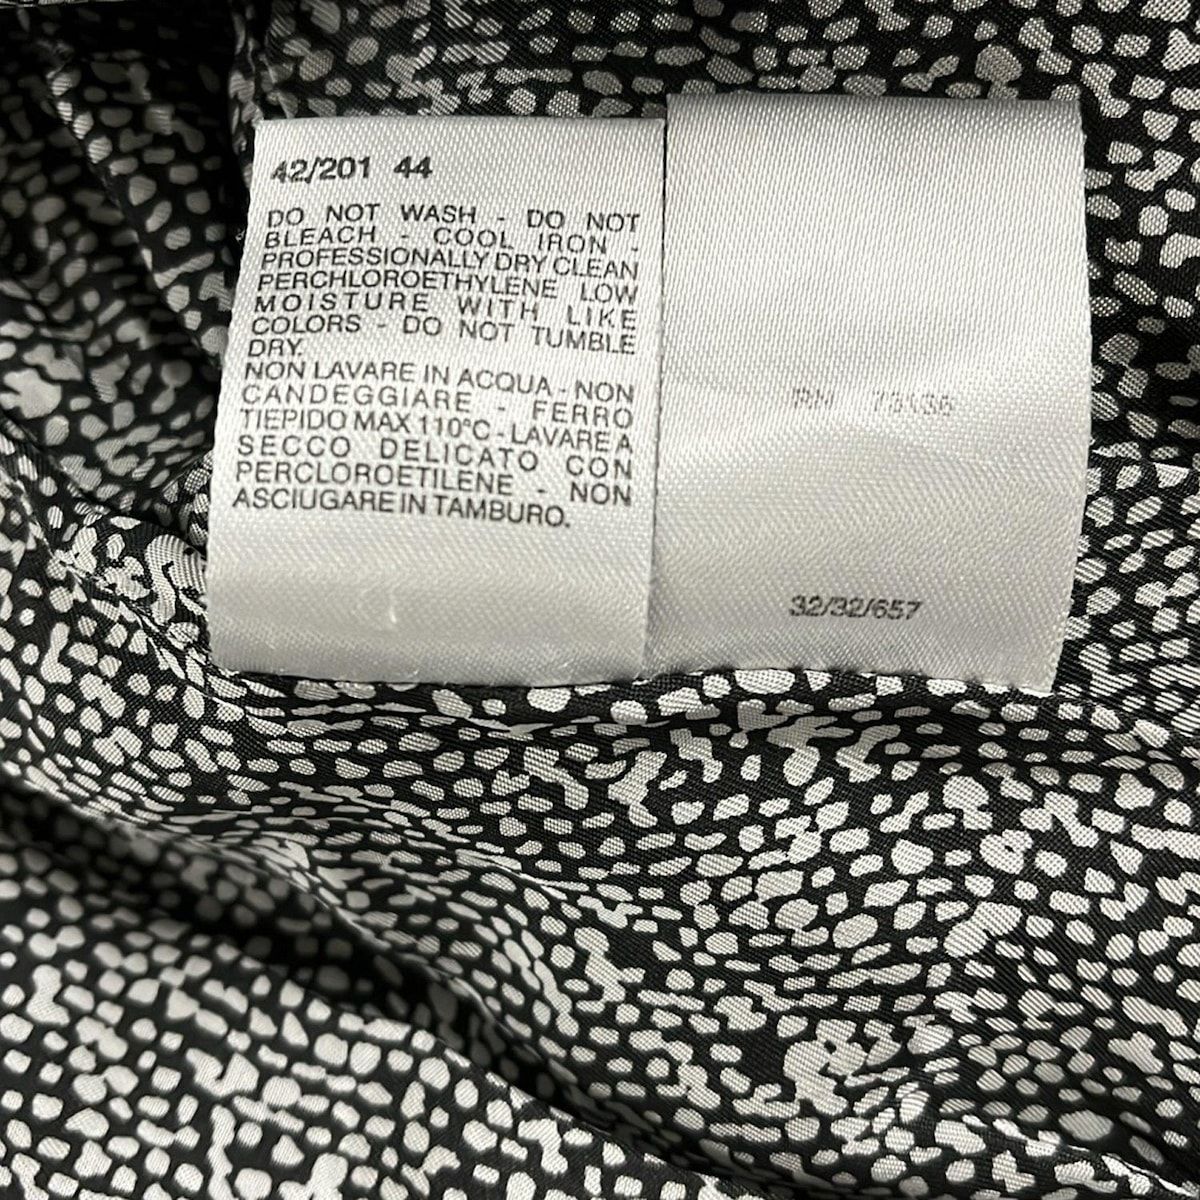 42/201 44
DO NOT WASH - DO NOT
BLEACH - COOL IRON -
PROFESSIONALLY DRY CLEAN
PERCHLOROETHYLENE LOW
MOISTURE WITH LIKE
COLORS - DO NOT TUMBLE
DRY.
NON LAVARE IN ACQUA - NON
CANDEGGIARE - FERRO
TIEPIDO MAX 110°C - LAVARE A
SECCO DELICATO CON
PERCLOROETILENE - NON
ASCIUGARE IN TAMBURO.
RN
32/32/657